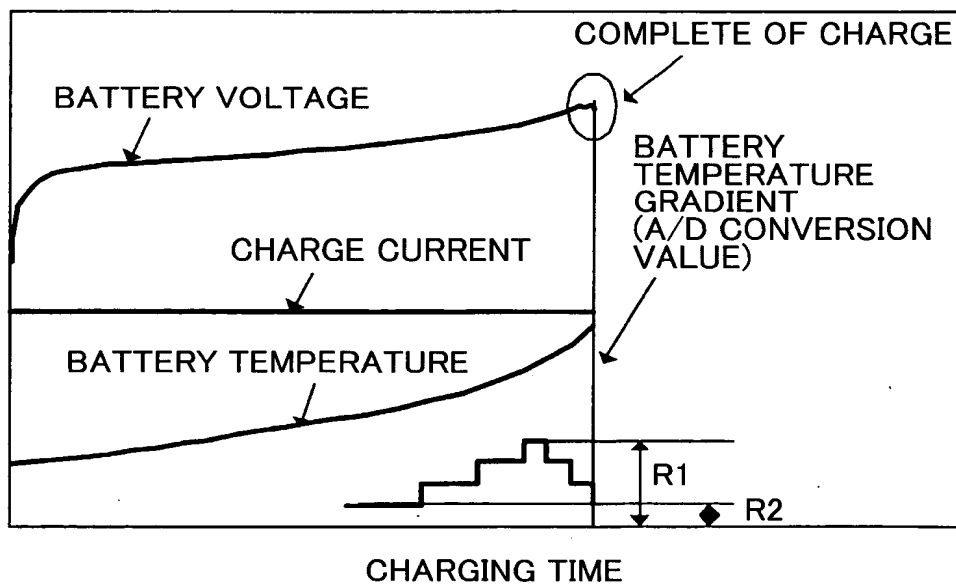 COMPLETE OF CHARGE
BATTERY VOLTAGE
BATTERY
TEMPERATURE
GRADIENT
(A/D CONVERSION
VALUE)
CHARGE CURRENT
BATTERY TEMPERATURE
R1
R2
CHARGING TIME